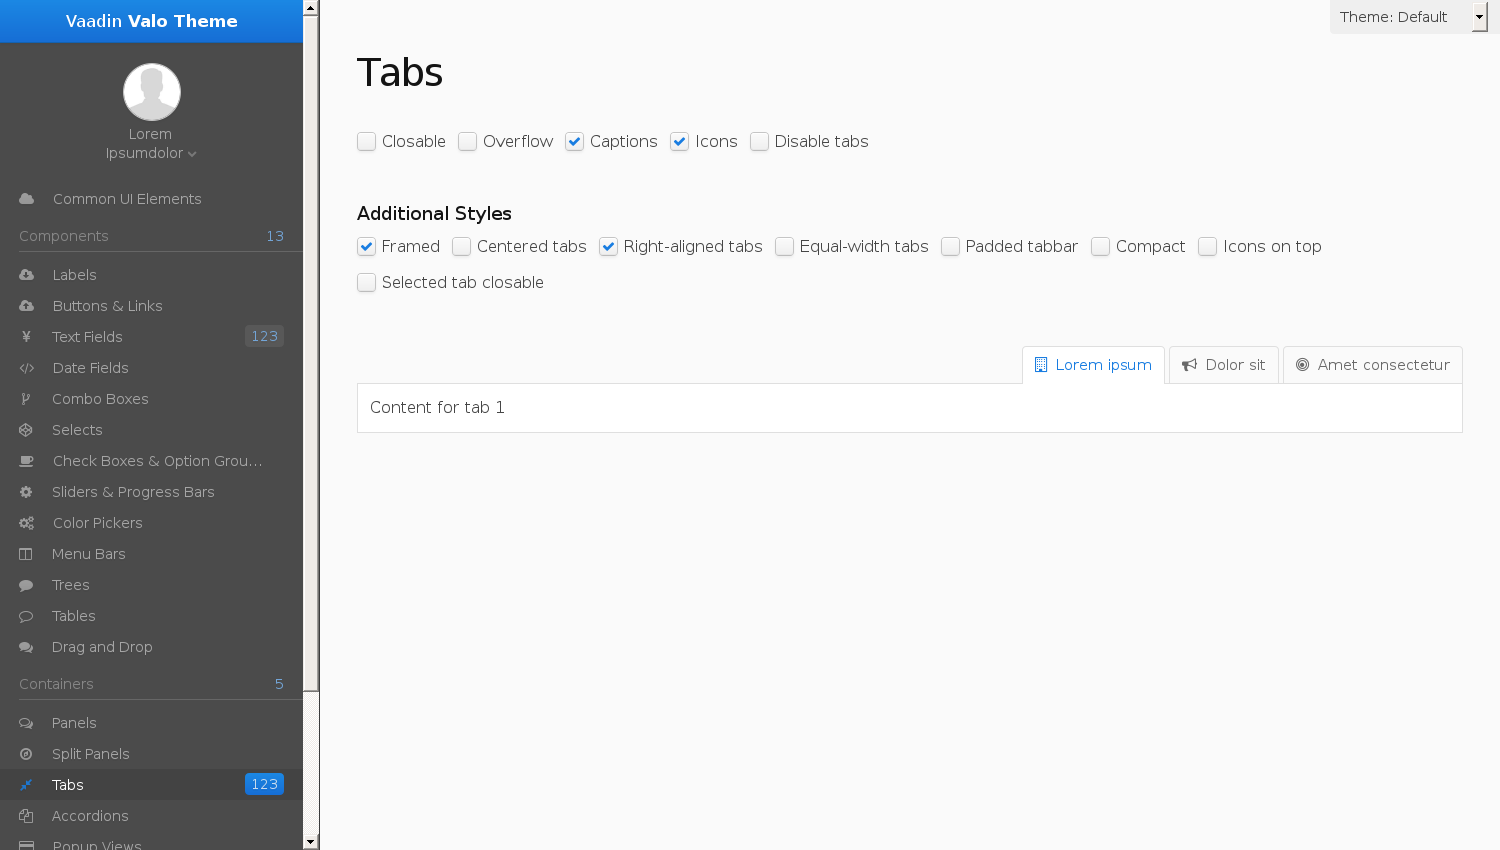 Vaadin Valo Theme
Lorem
Ipsumdolor
Common UI Elements
Components 13
Labels
Buttons & Links
Text Fields 123
Date Fields
Combo Boxes
Selects
Check Boxes & Option Grou…
Sliders & Progress Bars
Color Pickers
Menu Bars
Trees
Tables
Drag and Drop
Containers 5
Panels
Split Panels
Tabs 123
Accordions
Popup Views
Theme: Default
Tabs
Closable Overflow Captions Icons Disable tabs
Additional Styles
Framed Centered tabs Right-aligned tabs Equal-width tabs Padded tabbar Compact Icons on top
Selected tab closable
Lorem ipsum Dolor sit Amet consectetur
Content for tab 1